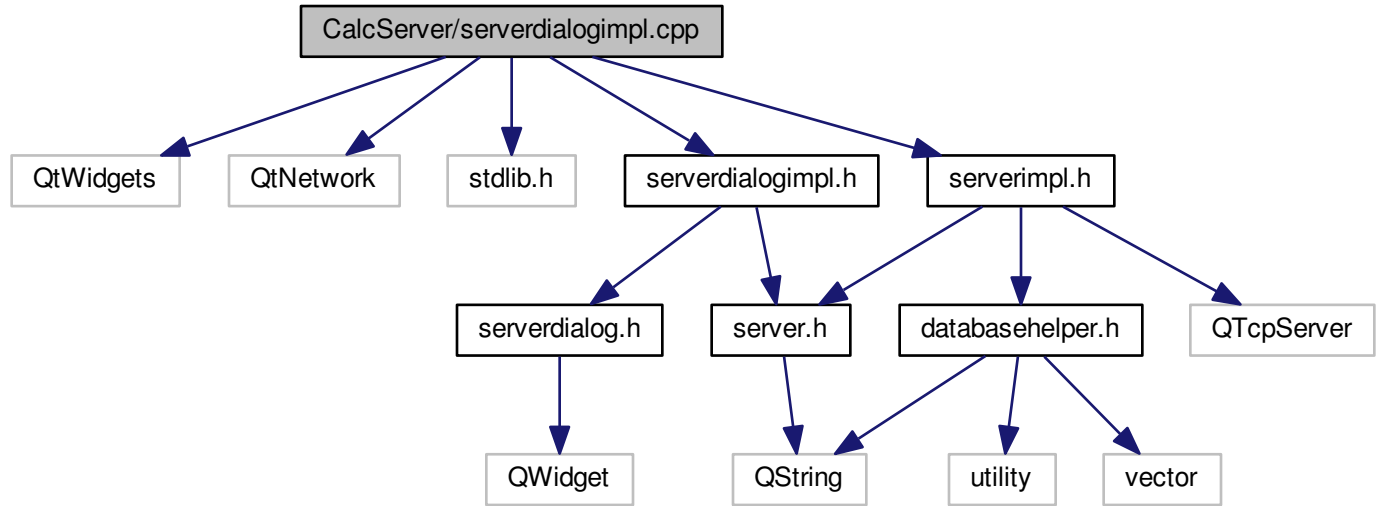 CalcServer/serverdialogimpl.cpp
QtWidgets
QtNetwork
stdlib.h
serverdialogimpl.h
serverimpl.h
serverdialog.h
server.h
databasehelper.h
QTcpServer
QWidget
QString
utility
vector